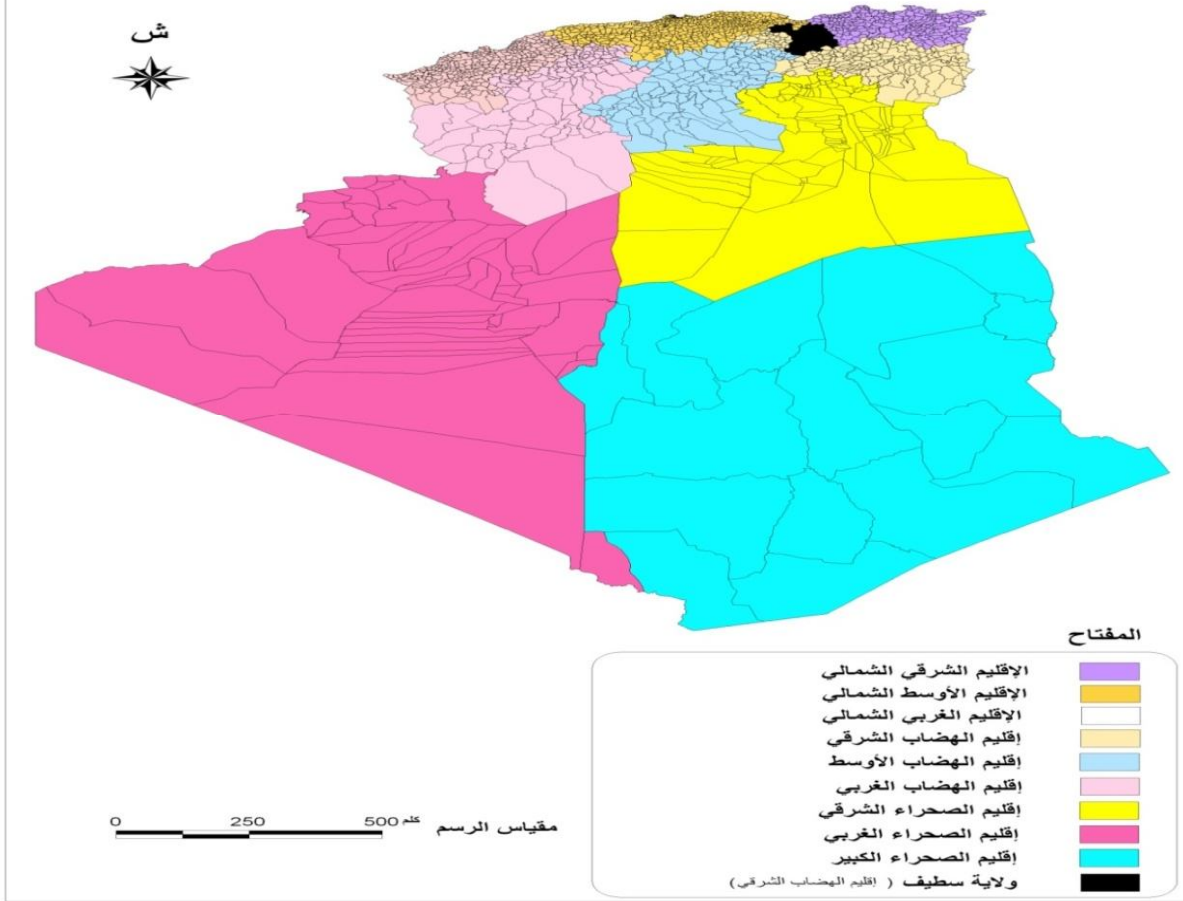 ش
المفتاح
الإقليم الشرقي الشمالي
الإقليم الأوسط الشمالي
الإقليم الغربي الشمالي
إقليم الهضاب الشرقي
إقليم الهضاب الأوسط
إقليم الهضاب الغربي
إقليم الصحراء الشرقي
إقليم الصحراء الغربي
إقليم الصحراء الكبير
ولاية سطيف ( إقليم الهضاب الشرقي)
مقياس الرسم
0 250 500 كلم